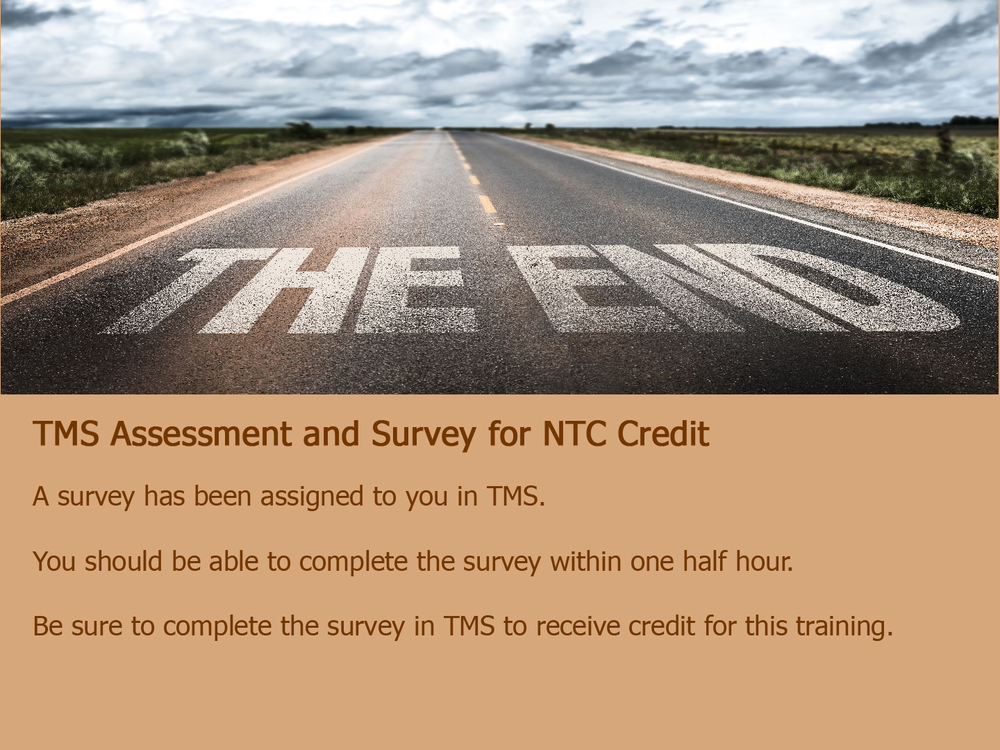 THE END
TMS Assessment and Survey for NTC Credit
A survey has been assigned to you in TMS.
You should be able to complete the survey within one half hour.
Be sure to complete the survey in TMS to receive credit for this training.